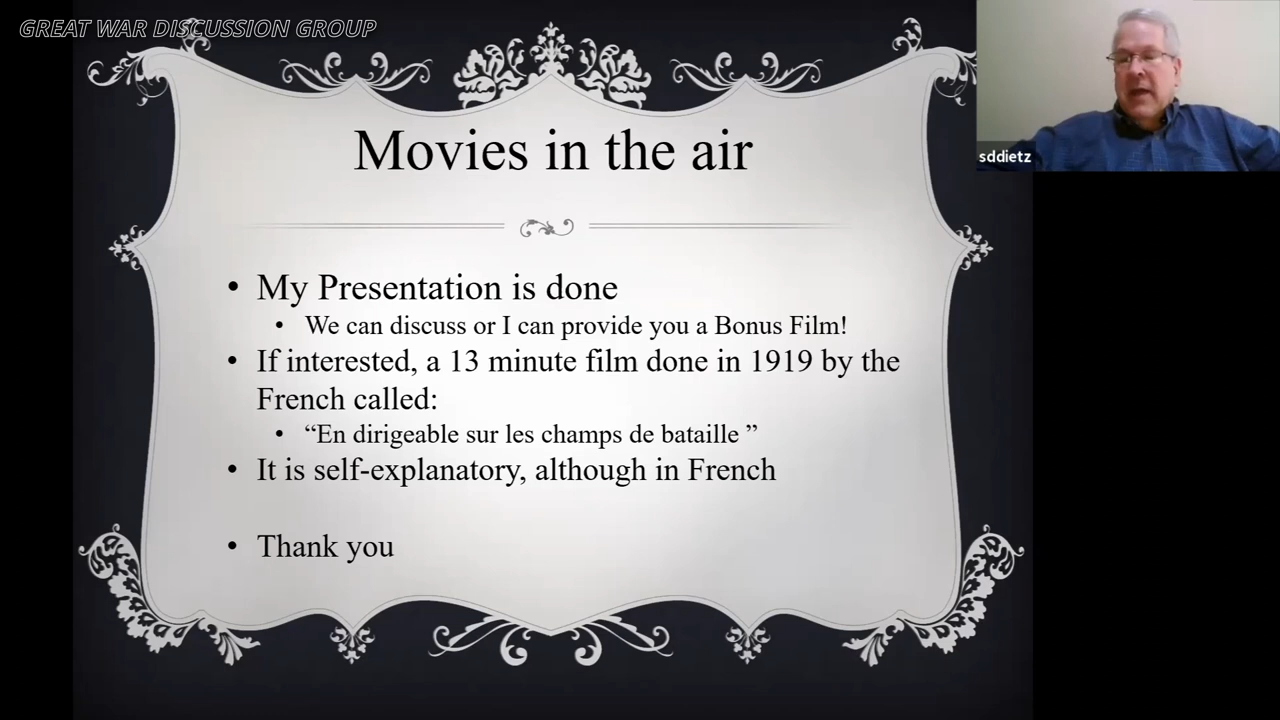 GREAT WAR DISCUSSION GROUP
sddietz
Movies in the air
• My Presentation is done
• We can discuss or I can provide you a Bonus Film!
• If interested, a 13 minute film done in 1919 by the
French called:
• “En dirigeable sur les champs de bataille ”
• It is self-explanatory, although in French
• Thank you